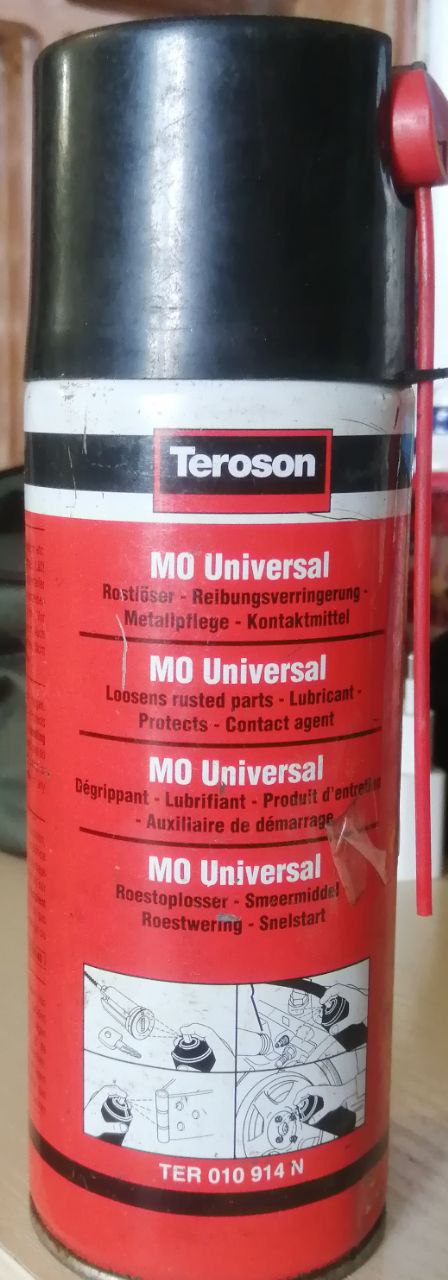 Teroson
MO Universal
Rostlöser - Reibungsverringerung -
Metallpflege - Kontaktmittel
MO Universal
Loosens rusted parts - Lubricant -
Protects - Contact agent
MO Universal
Dégrippant - Lubrifiant - Produit d'entretien
- Auxiliaire de démarrage
MO Universal
Roestoplosser - Smeermiddel
Roestwering - Snelstart
TER 010 914 N